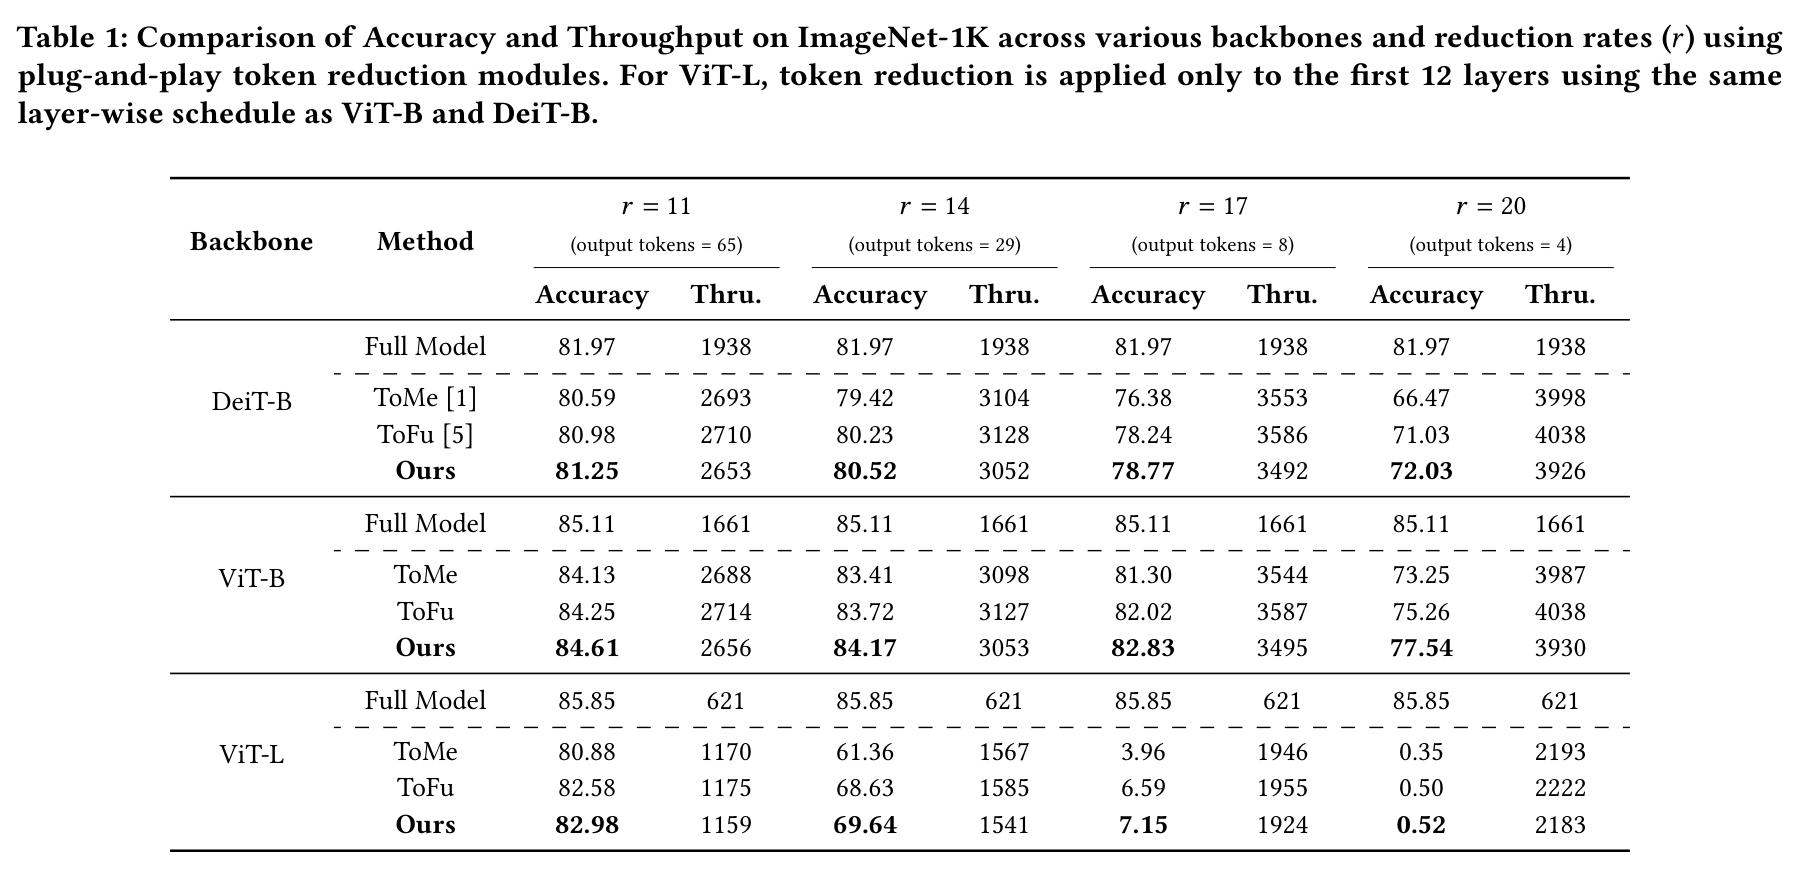 Table 1: Comparison of Accuracy and Throughput on ImageNet-1K across various backbones and reduction rates (r) using
plug-and-play token reduction modules. For ViT-L, token reduction is applied only to the first 12 layers using the same
layer-wise schedule as ViT-B and DeiT-B.
Backbone Method r = 11 r = 14 r = 17 r = 20
(output tokens = 65) (output tokens = 29) (output tokens = 8) (output tokens = 4)
Accuracy Thru. Accuracy Thru. Accuracy Thru. Accuracy Thru.
DeiT-B
Full Model 81.97 1938 81.97 1938 81.97 1938 81.97 1938
ToMe [1] 80.59 2693 79.42 3104 76.38 3553 66.47 3998
ToFu [5] 80.98 2710 80.23 3128 78.24 3586 71.03 4038
Ours 81.25 2653 80.52 3052 78.77 3492 72.03 3926
ViT-B
Full Model 85.11 1661 85.11 1661 85.11 1661 85.11 1661
ToMe 84.13 2688 83.41 3098 81.30 3544 73.25 3987
ToFu 84.25 2714 83.72 3127 82.02 3587 75.26 4038
Ours 84.61 2656 84.17 3053 82.83 3495 77.54 3930
ViT-L
Full Model 85.85 621 85.85 621 85.85 621 85.85 621
ToMe 80.88 1170 61.36 1567 3.96 1946 0.35 2193
ToFu 82.58 1175 68.63 1585 6.59 1955 0.50 2222
Ours 82.98 1159 69.64 1541 7.15 1924 0.52 2183